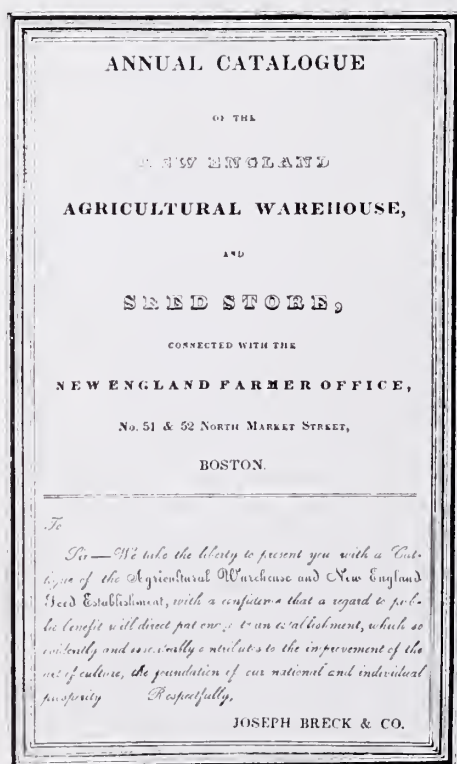 ANNUAL CATALOGUE
OF THE
NEW ENGLAND
AGRICULTURAL WAREHOUSE,
AND
SEED STORE,
CONNECTED WITH THE
NEW ENGLAND FARMER OFFICE,
No. 51 & 52 North Market Street,
BOSTON.
To
Sir—We take the liberty to present you with a Cata-
logue of the Agricultural Warehouse and New England
Seed Establishment, with a confidence that a regard to pub-
lic benefit will direct patronage to an establishment, which so
evidently and essentially contributes to the improvement of the
art of culture, the foundation of our national and individual
prosperity Respectfully,
JOSEPH BRECK & CO.